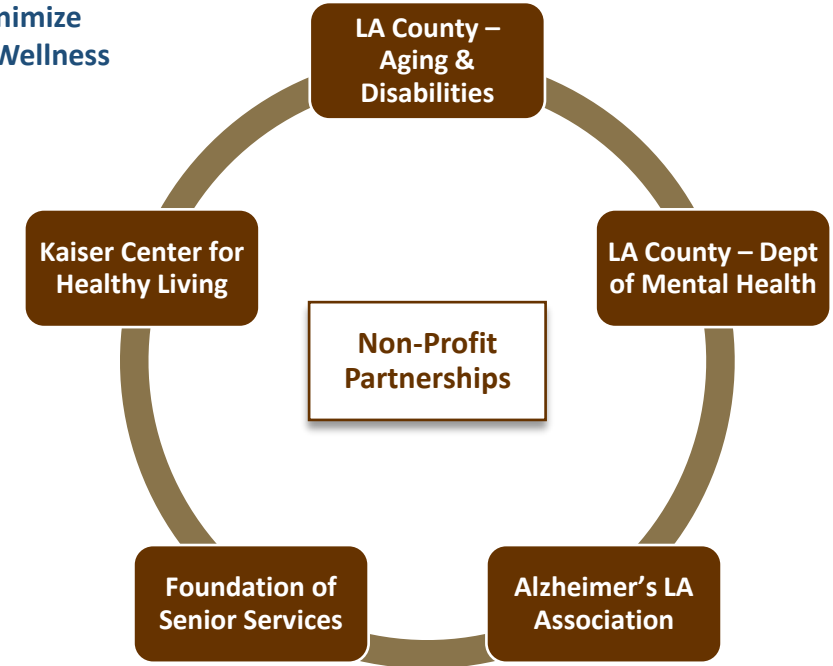 Wellness
LA County –
Aging &
Disabilities
Kaiser Center for
Healthy Living
LA County – Dept
of Mental Health
Non-Profit
Partnerships
Foundation of
Senior Services
Alzheimer's LA
Association